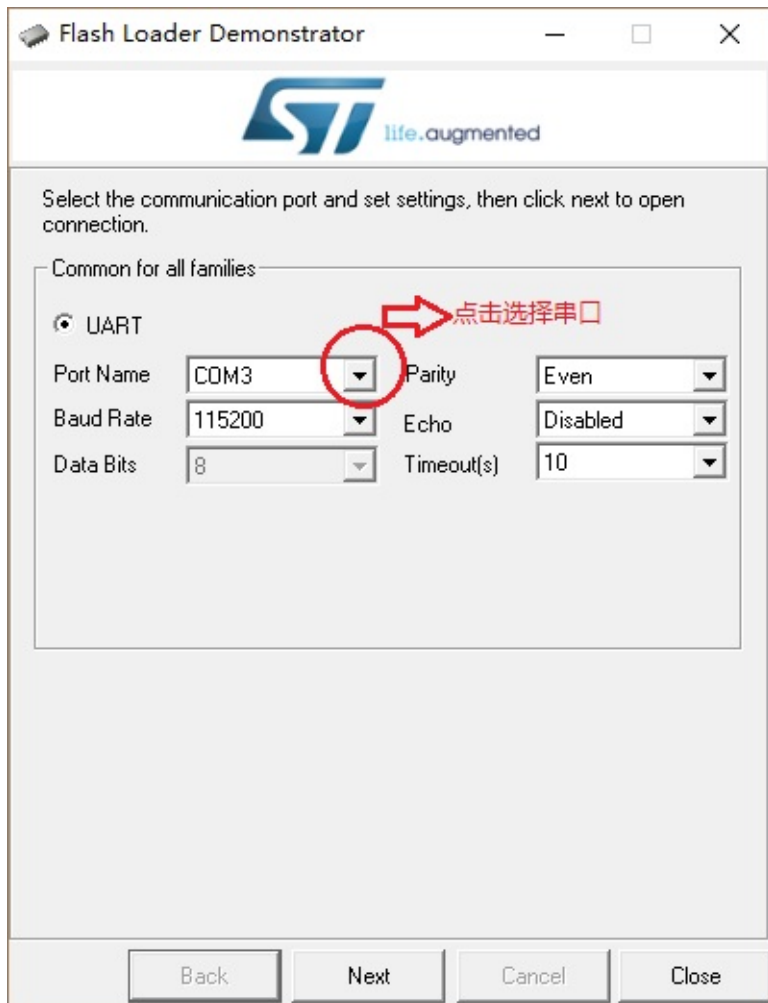 Flash Loader Demonstrator
ST life.augmented
Select the communication port and set settings, then click next to open
connection.
Common for all families
UART
点击选择串口
Port Name COM3 Parity Even
Baud Rate 115200 Echo Disabled
Data Bits 8 Timeout(s) 10
Back Next Cancel Close